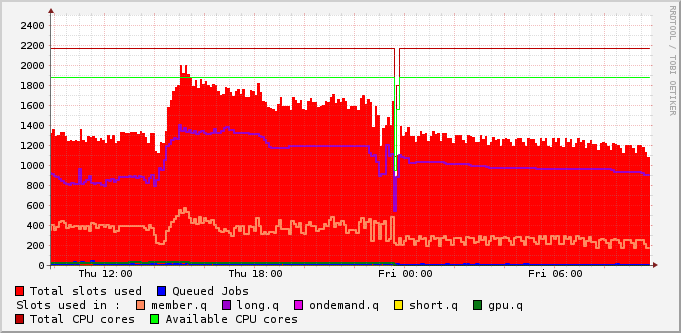 2400
2200
2000
1800
1600
1400
1200
1000
800
600
400
200
0
Thu 12:00 Thu 18:00 Fri 00:00 Fri 06:00
Total slots used Queued Jobs
Slots used in : member.q long.q ondemand.q short.q gpu.q
Total CPU cores Available CPU cores
RRDTOOL / TOBI OETIKER